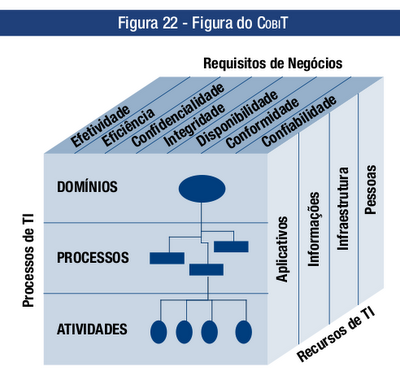 Figura 22 - Figura do COBIT
Requisitos de Negócios
Efetividade
Eficiência
Confidencialidade
Integridade
Disponibilidade
Conformidade
Confiabilidade
Processos de TI
DOMÍNIOS
PROCESSOS
ATIVIDADES
Aplicativos
Informações
Infraestrutura
Pessoas
Recursos de TI